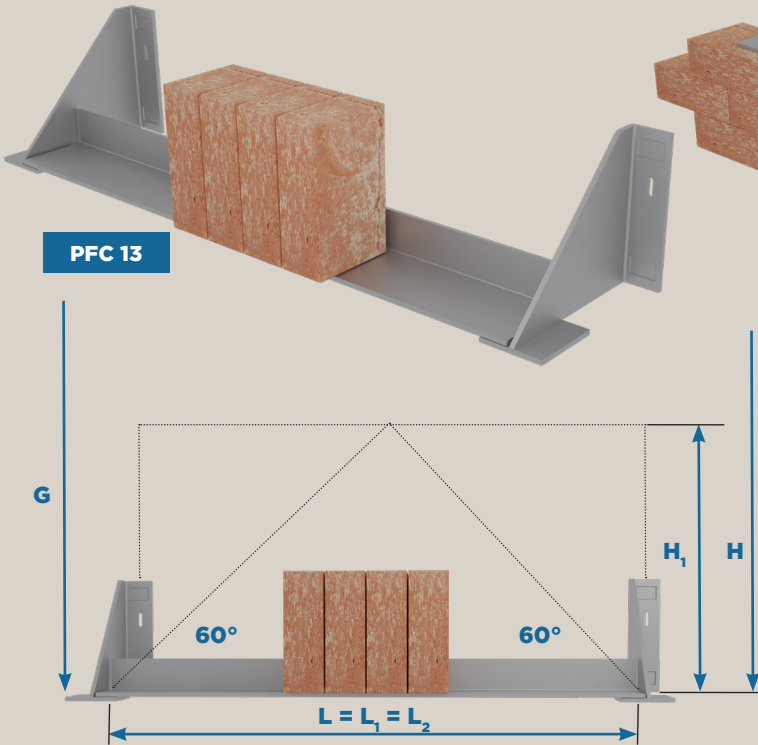 PFC 13
G
H₁
H
60°
60°
L = L₁ = L₂